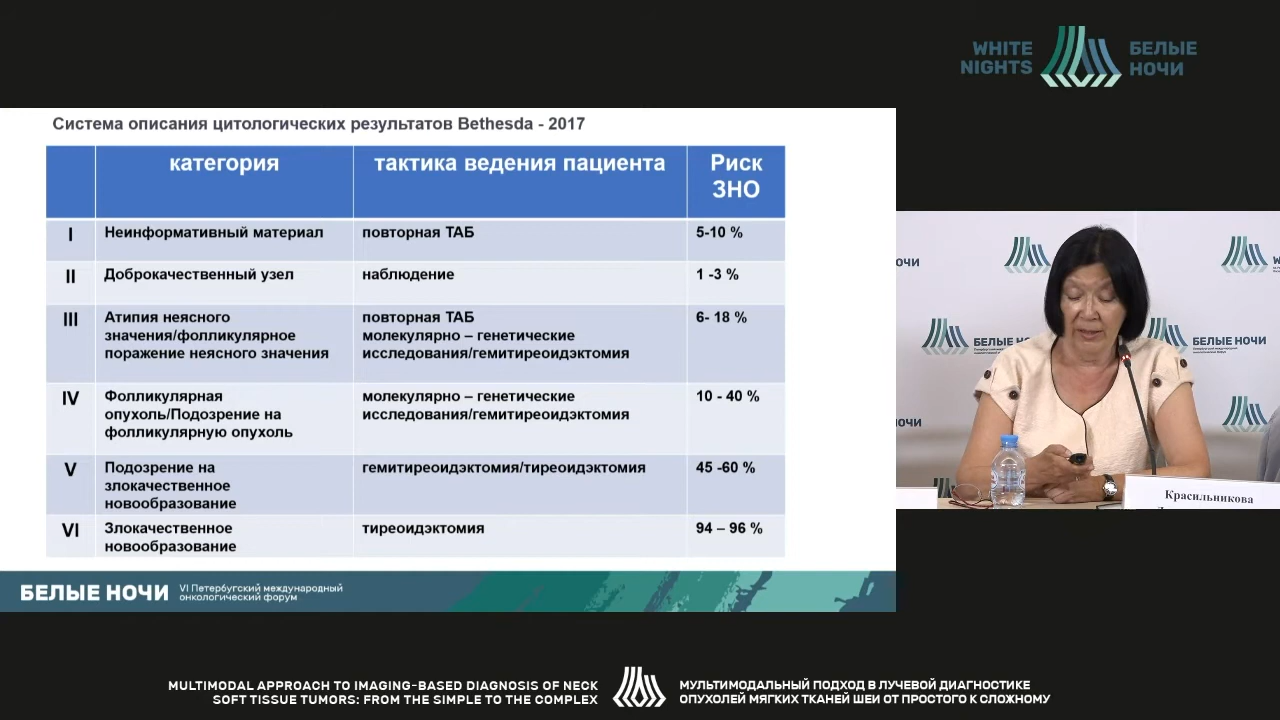 WHITE
NIGHTS
БЕЛЫЕ
НОЧИ
Система описания цитологических результатов Bethesda - 2017
категория
тактика ведения пациента
Риск
ЗНО
I
Неинформативный материал
повторная ТАБ
5-10 %
II
Доброкачественный узел
наблюдение
1 -3 %
III
Атипия неясного
значения/фолликулярное
поражение неясного значения
повторная ТАБ
молекулярно – генетические
исследования/гемитиреоидэктомия
6- 18 %
IV
Фолликулярная
опухоль/Подозрение на
фолликулярную опухоль
молекулярно – генетические
исследования/гемитиреоидэктомия
10 - 40 %
V
Подозрение на
злокачественное
новообразование
гемитиреоидэктомия/тиреоидэктомия
45 -60 %
VI
Злокачественное
новообразование
тиреоидэктомия
94 – 96 %
БЕЛЫЕ НОЧИ
VI Петербургский международный
онкологический форум
ОЧИ
БЕЛЫЕ
БЕЛЫЕ НОЧИ
НОЧИ
Красильникова
MULTIMODAL APPROACH TO IMAGING-BASED DIAGNOSIS OF NECK
SOFT TISSUE TUMORS: FROM THE SIMPLE TO THE COMPLEX
МУЛЬТИМОДАЛЬНЫЙ ПОДХОД В ЛУЧЕВОЙ ДИАГНОСТИКЕ
ОПУХОЛЕЙ МЯГКИХ ТКАНЕЙ ШЕИ ОТ ПРОСТОГО К СЛОЖНОМУ